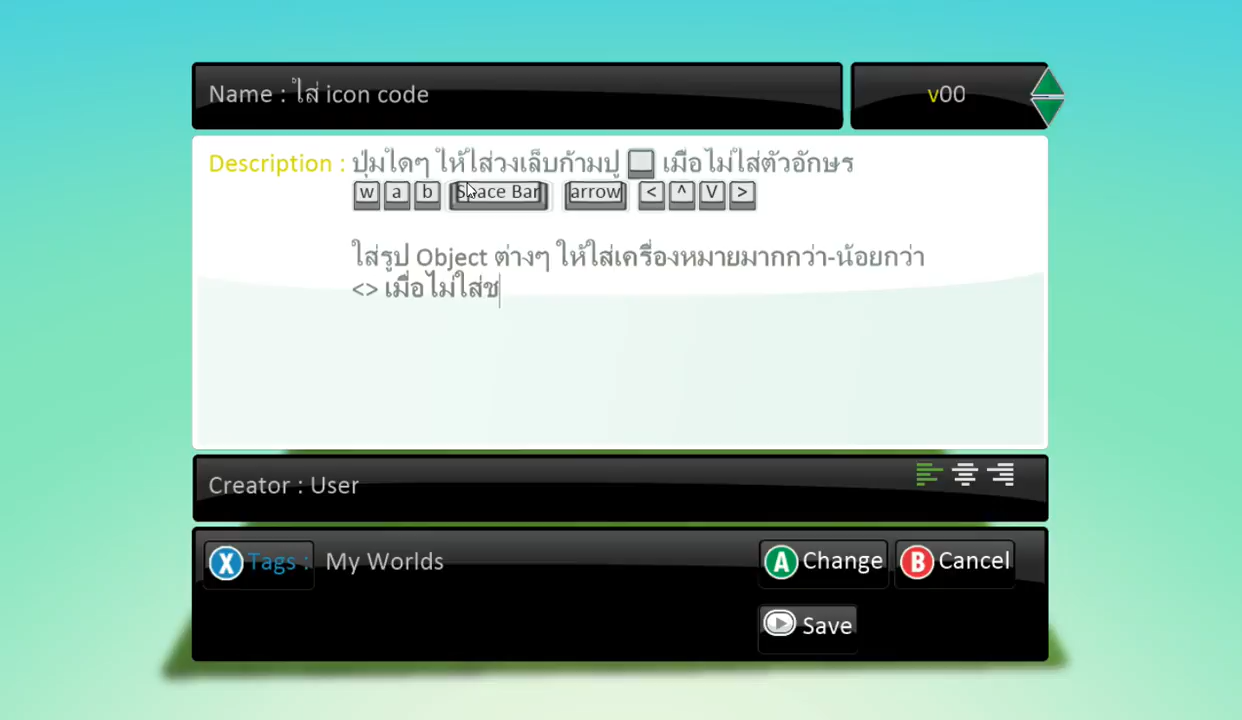 Name : ใส่ icon code
v00
Description : ปุ่มใดๆ ให้ใส่วงเล็บก้ามปู เมื่อไม่ใส่ตัวอักษร
w a b Space Bar arrow < ^ V >
ใส่รูป Object ต่างๆ ให้ใส่เครื่องหมายมากกว่า-น้อยกว่า
<> เมื่อไม่ใส่ช
Creator : User
X Tags : My Worlds
A Change B Cancel
Save